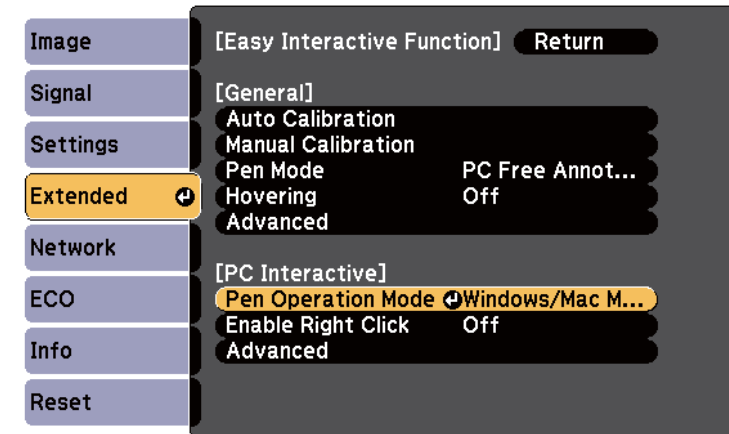 Image
Signal
Settings
Extended
Network
ECO
Info
Reset
[Easy Interactive Function] Return
[General]
Auto Calibration
Manual Calibration
Pen Mode PC Free Annot...
Hovering Off
Advanced
[PC Interactive]
Pen Operation Mode Windows/Mac M...
Enable Right Click Off
Advanced